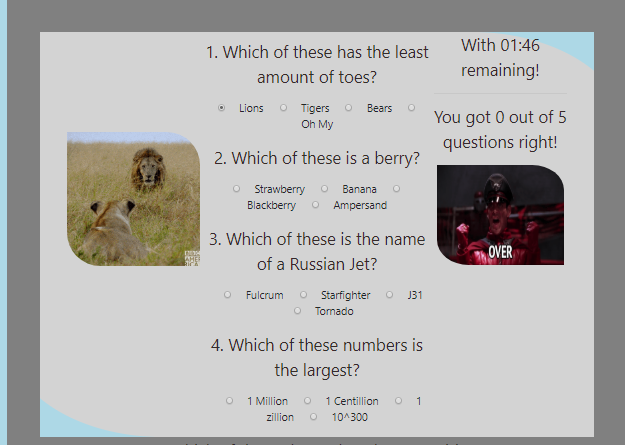 1. Which of these has the least
amount of toes?
Lions Tigers Bears
Oh My
2. Which of these is a berry?
Strawberry Banana
Blackberry Ampersand
3. Which of these is the name
of a Russian Jet?
Fulcrum Starfighter J31
Tornado
4. Which of these numbers is
the largest?
1 Million 1 Centillion 1
zillion 10^300
With 01:46
remaining!
You got 0 out of 5
questions right!
OVER